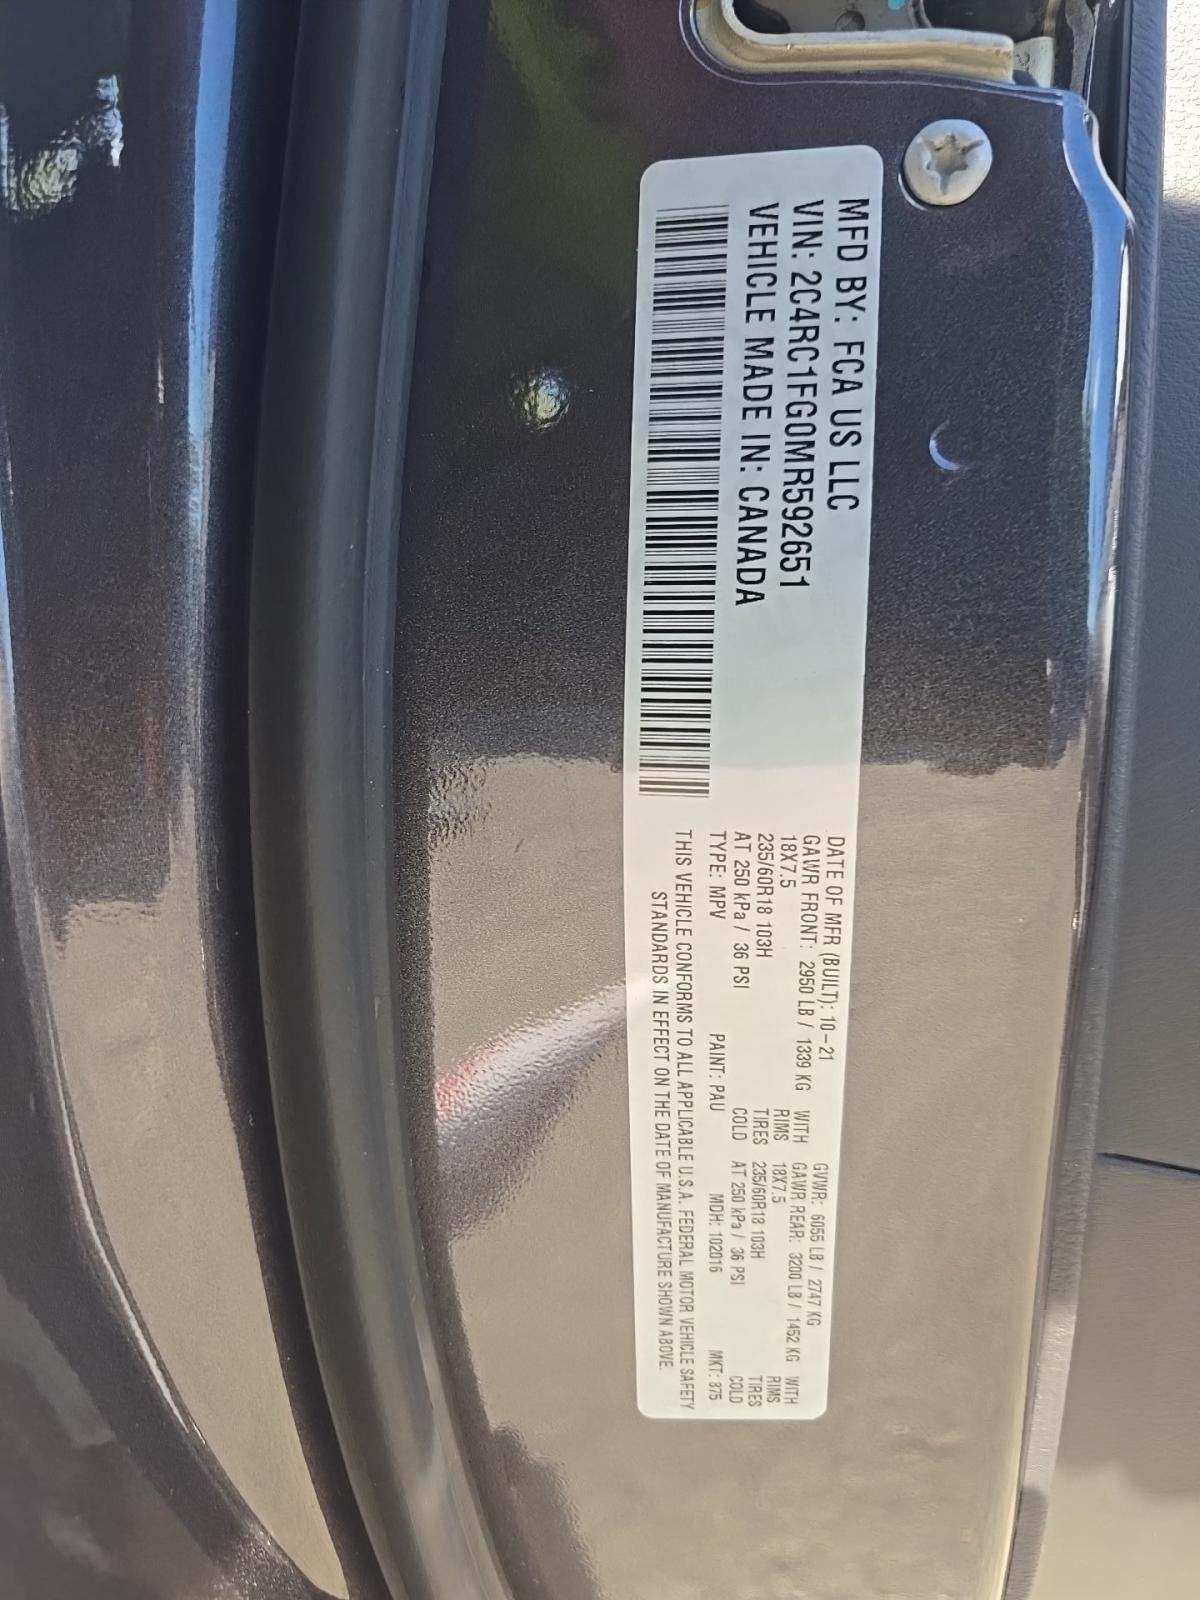 MFD BY: FCA US LLC
VIN: 2C4RC1FG0MR592651
VEHICLE MADE IN: CANADA
DATE OF MFR (BUILT): 10-21 GVWR: 6055 LB / 2747 KG
GAWR FRONT: 2950 LB / 1339 KG WITH GAWR REAR: 3200 LB / 1452 KG WITH
18X7.5 RIMS 18X7.5 RIMS
235/60R18 103H TIRES 235/60R18 103H TIRES
AT 250 kPa / 36 PSI COLD AT 250 kPa / 36 PSI COLD
TYPE: MPV PAINT: PAU MDH: 102016 MKT: 875
THIS VEHICLE CONFORMS TO ALL APPLICABLE U.S.A. FEDERAL MOTOR VEHICLE SAFETY
STANDARDS IN EFFECT ON THE DATE OF MANUFACTURE SHOWN ABOVE.